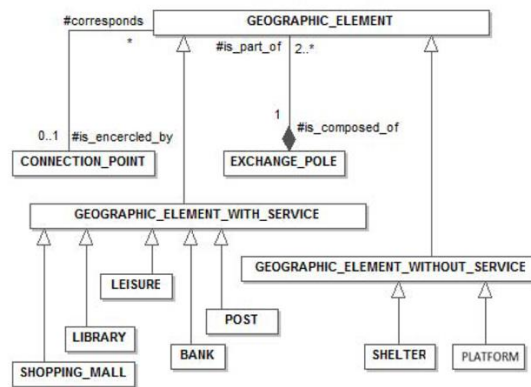 #corresponds
GEOGRAPHIC_ELEMENT
*
#is_part_of
2..*
1
#is_composed_of
0..1
#is_encercled_by
CONNECTION_POINT
EXCHANGE_POLE
GEOGRAPHIC_ELEMENT_WITH_SERVICE
GEOGRAPHIC_ELEMENT_WITHOUT_SERVICE
LEISURE
POST
LIBRARY
BANK
SHELTER
PLATFORM
SHOPPING_MALL